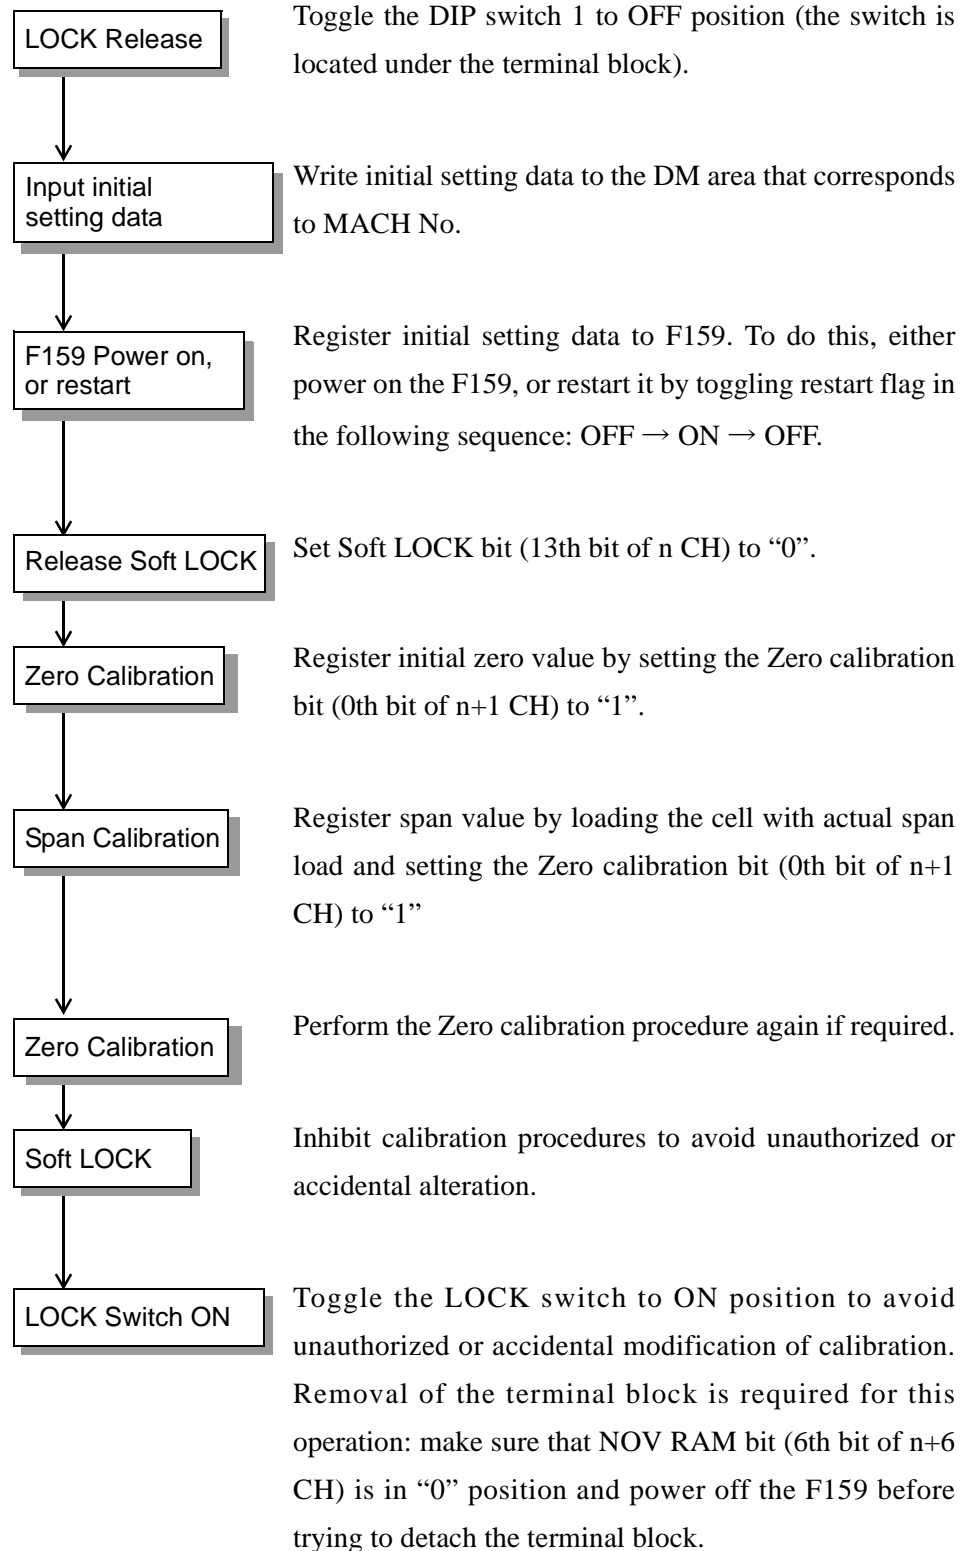 LOCK Release
Toggle the DIP switch 1 to OFF position (the switch is
located under the terminal block).
Input initial
setting data
Write initial setting data to the DM area that corresponds
to MACH No.
F159 Power on,
or restart
Register initial setting data to F159. To do this, either
power on the F159, or restart it by toggling restart flag in
the following sequence: OFF → ON → OFF.
Release Soft LOCK
Set Soft LOCK bit (13th bit of n CH) to “0”.
Zero Calibration
Register initial zero value by setting the Zero calibration
bit (0th bit of n+1 CH) to “1”.
Span Calibration
Register span value by loading the cell with actual span
load and setting the Zero calibration bit (0th bit of n+1
CH) to “1”
Zero Calibration
Perform the Zero calibration procedure again if required.
Soft LOCK
Inhibit calibration procedures to avoid unauthorized or
accidental alteration.
LOCK Switch ON
Toggle the LOCK switch to ON position to avoid
unauthorized or accidental modification of calibration.
Removal of the terminal block is required for this
operation: make sure that NOV RAM bit (6th bit of n+6
CH) is in “0” position and power off the F159 before
trying to detach the terminal block.